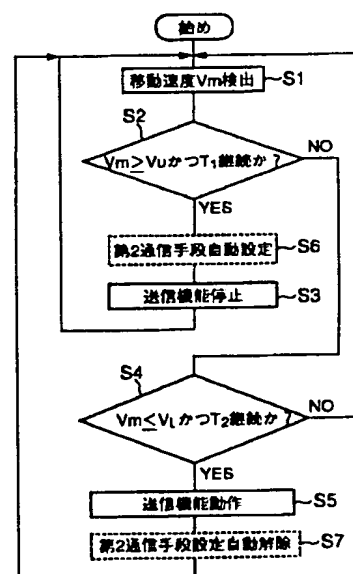 始め
移動速度Vm検出
S1
S2
Vm≧VuかつT₁継続か?
NO
YES
第2通信手段自動設定
S6
送信機能停止
S3
S4
Vm≦VLかつT₂継続か?
NO
YES
送信機能動作
S5
第2通信手段設定自動解除
S7